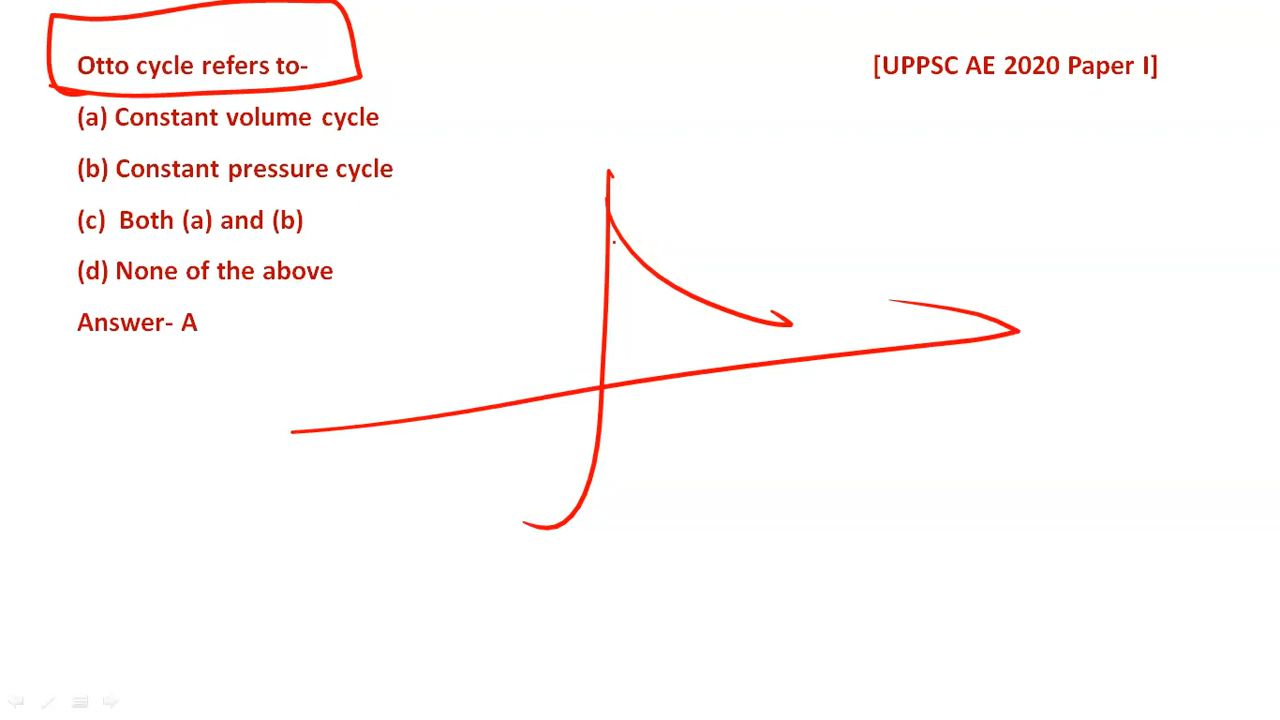 Otto cycle refers to- [UPPSC AE 2020 Paper I]
(a) Constant volume cycle
(b) Constant pressure cycle
(c) Both (a) and (b)
(d) None of the above
Answer- A